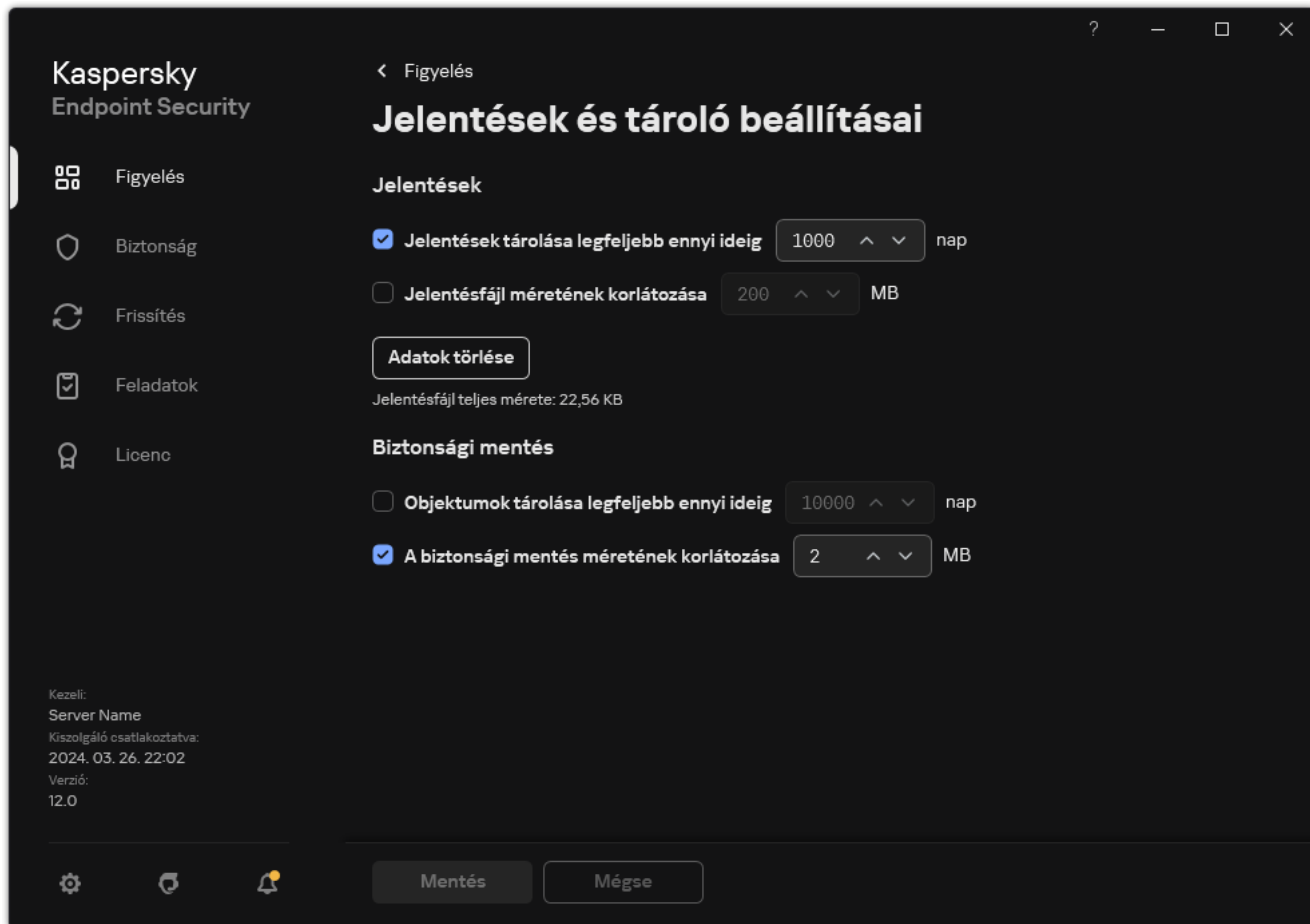 ?
Kaspersky
Endpoint Security
Figyelés
Biztonság
Frissítés
Feladatok
Licenc
Kezeli:
Server Name
Kiszolgáló csatlakoztatva:
2024. 03. 26. 22:02
Verzió:
12.0
Figyelés
Jelentések és tároló beállításai
Jelentések
Jelentések tárolása legfeljebb ennyi ideig 1000 nap
Jelentésfájl méretének korlátozása 200 MB
Adatok törlése
Jelentésfájl teljes mérete: 22,56 KB
Biztonsági mentés
Objektumok tárolása legfeljebb ennyi ideig 10000 nap
A biztonsági mentés méretének korlátozása 2 MB
Mentés Mégse